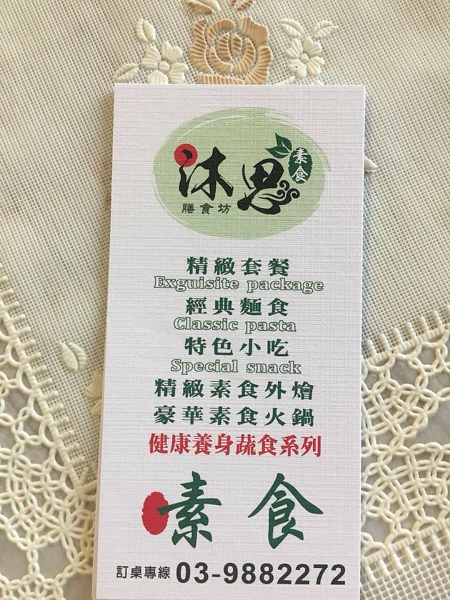 沐思
素食
膳食坊
精緻套餐
Exguisite package
經典麵食
Classic pasta
特色小吃
Special snack
精緻素食外燴
豪華素食火鍋
健康養身蔬食系列
素食
訂桌專線 03-9882272